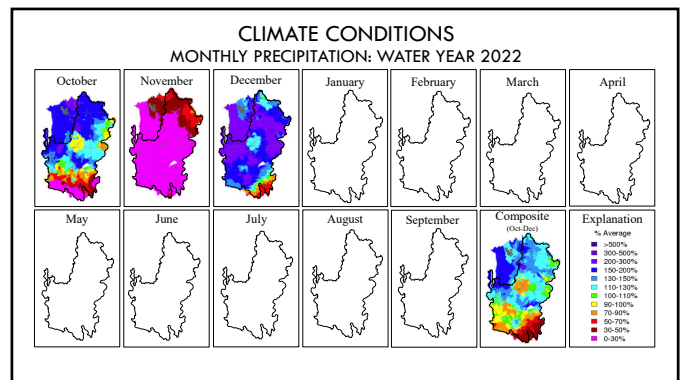 CLIMATE CONDITIONS
MONTHLY PRECIPITATION: WATER YEAR 2022
October
November
December
January
February
March
April
May
June
July
August
September
Composite
(Oct-Dec)
Explanation
% Average
>500%
300-500%
200-300%
150-200%
130-150%
110-130%
100-110%
90-100%
70-90%
50-70%
30-50%
0-30%